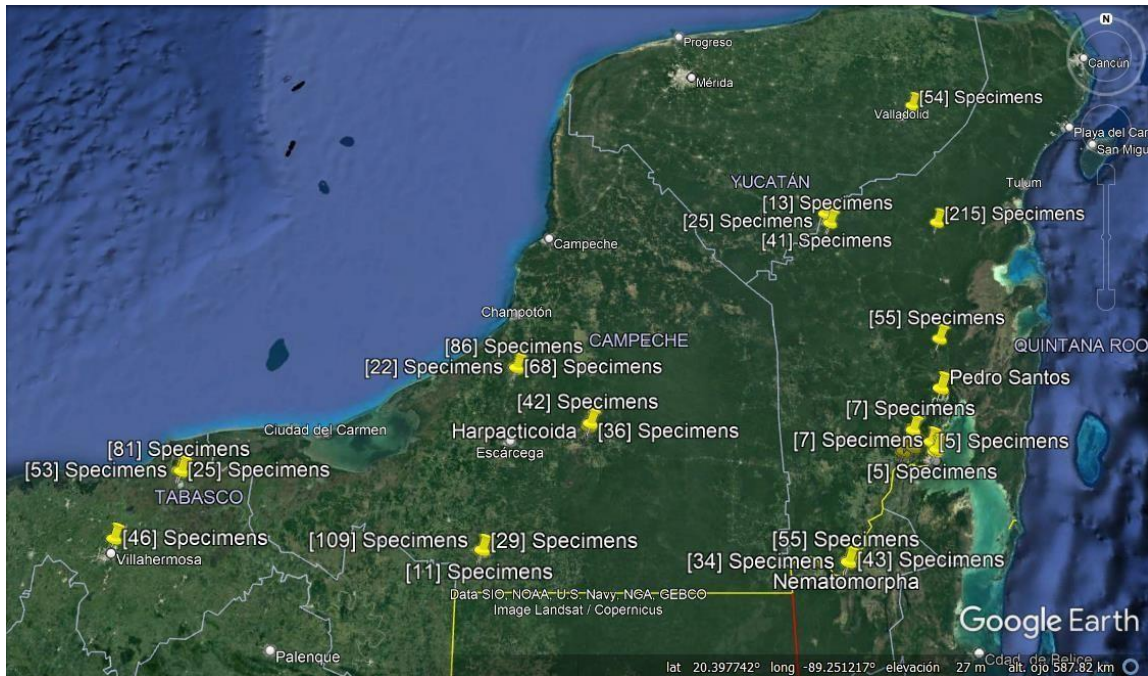 N
Progreso
Cancún
Mérida
[54] Specimens
Valladolid
Playa del Car
San Migu
YUCATÁN
Tulum
[13] Specimens
[25] Specimens
[215] Specimens
[41] Specimens
Campeche
Champotón
[55] Specimens
[86] Specimens
CAMPECHE
QUINTANA ROO
[22] Specimens
[68] Specimens
Pedro Santos
[42] Specimens
[7] Specimens
Ciudad del Carmen
Harpacticoida
[36] Specimens
[7] Specimens
[5] Specimens
[81] Specimens
Escárcega
[53] Specimens
[25] Specimens
[5] Specimens
TABASCO
[46] Specimens
[109] Specimens
[29] Specimens
[55] Specimens
Villahermosa
[34] Specimens
[43] Specimens
[11] Specimens
Nematomorpha
Data SIO, NOAA, U.S. Navy, NGA, GEBCO
Image Landsat / Copernicus
Google Earth
Palenque
Cdad. de Belice
lat 20.397742° long -89.251217° elevación 27 m alt. ojo 587.82 km